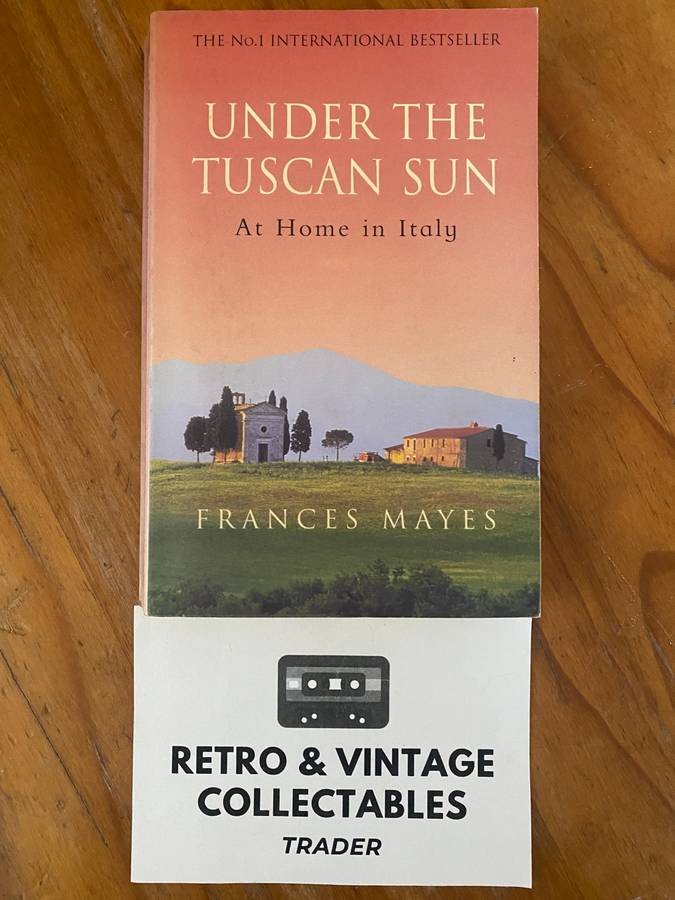 THE No.1 INTERNATIONAL BESTSELLER
UNDER THE
TUSCAN SUN
At Home in Italy
FRANCES MAYES
RETRO & VINTAGE
COLLECTABLES
TRADER